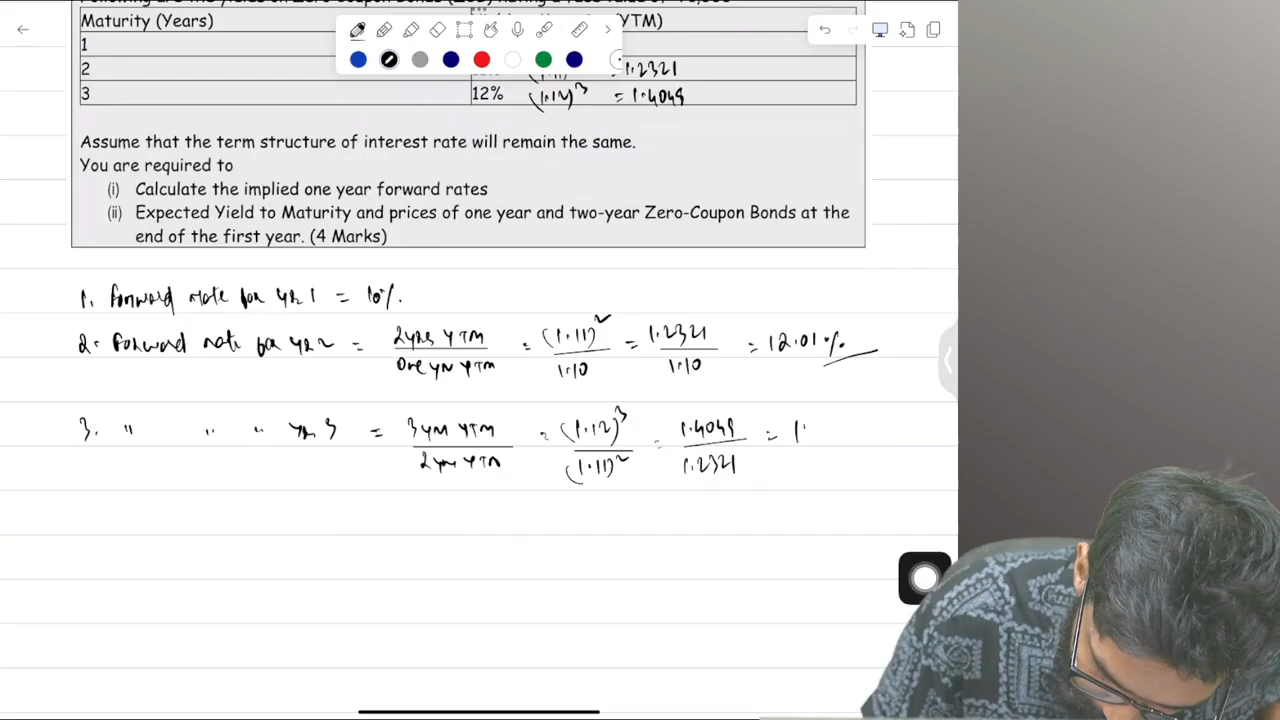 Maturity (Years) (YTM)
1
2 = 1.2321
3 12% (1.12)^3 = 1.4049
Assume that the term structure of interest rate will remain the same.
You are required to
(i) Calculate the implied one year forward rates
(ii) Expected Yield to Maturity and prices of one year and two-year Zero-Coupon Bonds at the
end of the first year. (4 Marks)
1. Forward rate for yr 1 = 10%.
2. Forward rate for yr 2 = 2yrs YTM / One yr YTM = (1.11)^2 / 1.10 = 1.2321 / 1.10 = 12.01%
3. " " " yr 3 = 3 yrs YTM / 2 yrs YTM = (1.12)^3 / (1.11)^2 = 1.4049 / 1.2321 = 1.